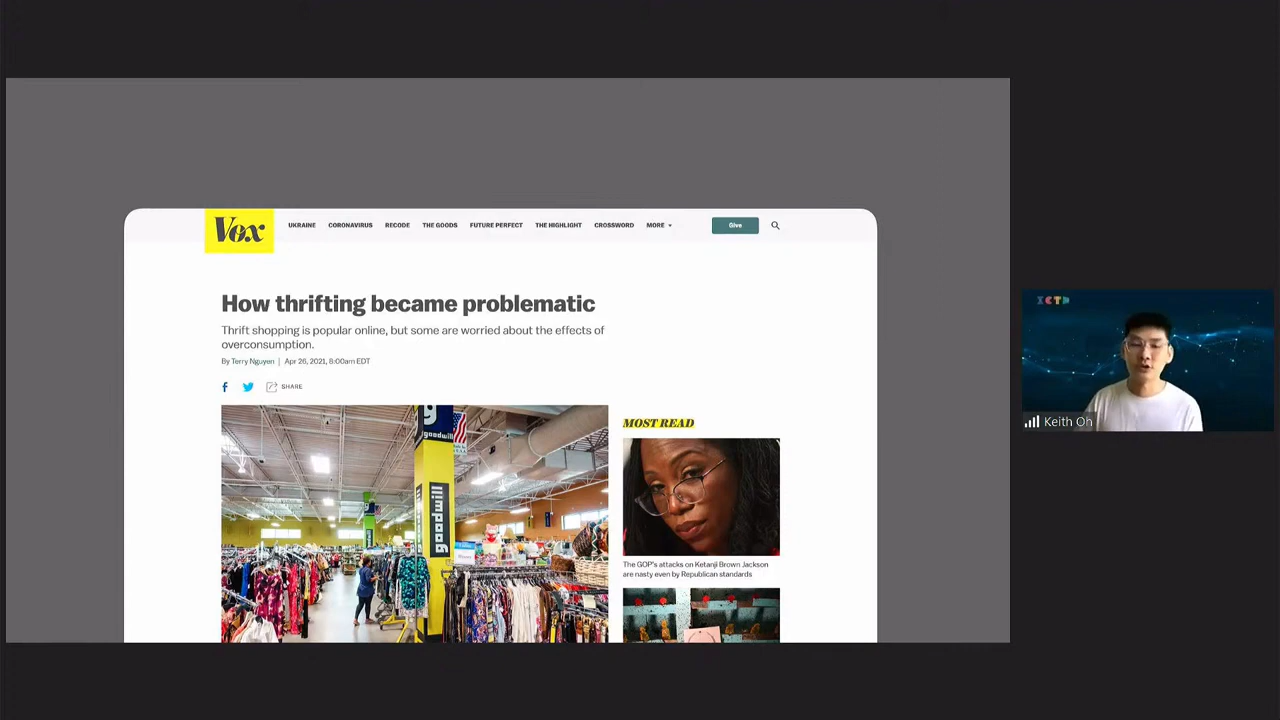 Vox
UKRAINE CORONAVIRUS RECODE THE GOODS FUTURE PERFECT THE HIGHLIGHT CROSSWORD MORE Give
How thrifting became problematic
Thrift shopping is popular online, but some are worried about the effects of
overconsumption.
By Terry Nguyen | Apr 26, 2021, 8:00am EDT
SHARE
g
goodwill
goodwill
MOST READ
The GOP's attacks on Ketanji Brown Jackson
are nasty even by Republican standards
ICTD
Keith Oh